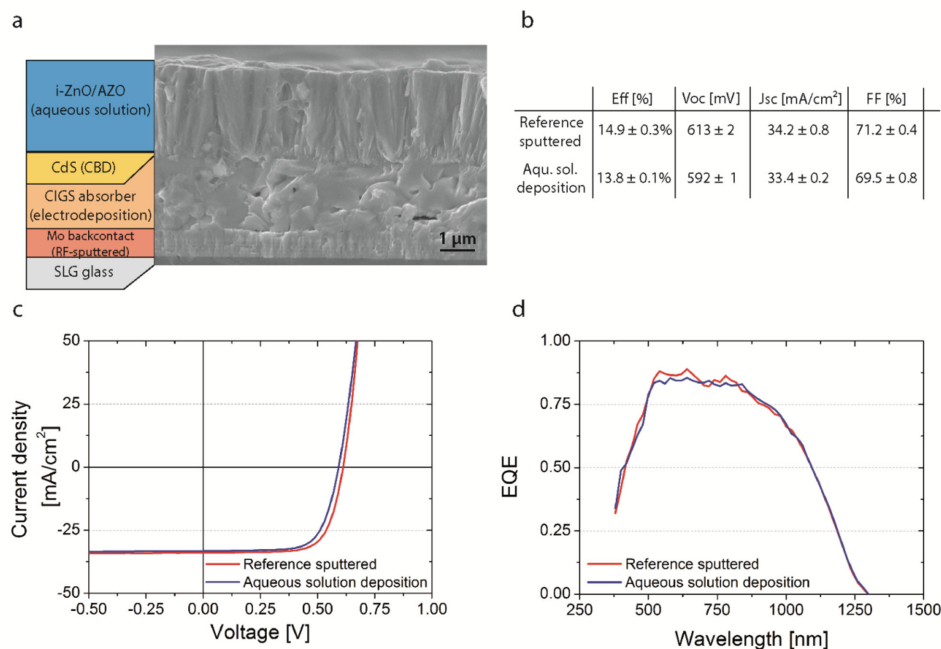 a
i-ZnO/AZO
(aqueous solution)
CdS (CBD)
CIGS absorber
(electrodeposition)
Mo backcontact
(RF-sputtered)
SLG glass
1 μm
b
Eff [%] Voc [mV] Jsc [mA/cm²] FF [%]
Reference
sputtered 14.9 ± 0.3% 613 ± 2 34.2 ± 0.8 71.2 ± 0.4
Aqu. sol.
deposition 13.8 ± 0.1% 592 ± 1 33.4 ± 0.2 69.5 ± 0.8
c
50
25
0
-25
-50
Current density
[mA/cm²]
Reference sputtered
Aqueous solution deposition
-0.50 -0.25 0.00 0.25 0.50 0.75 1.00
Voltage [V]
d
1.00
0.75
0.50
0.25
0.00
EQE
Reference sputtered
Aqueous solution deposition
250 500 750 1000 1250 1500
Wavelength [nm]